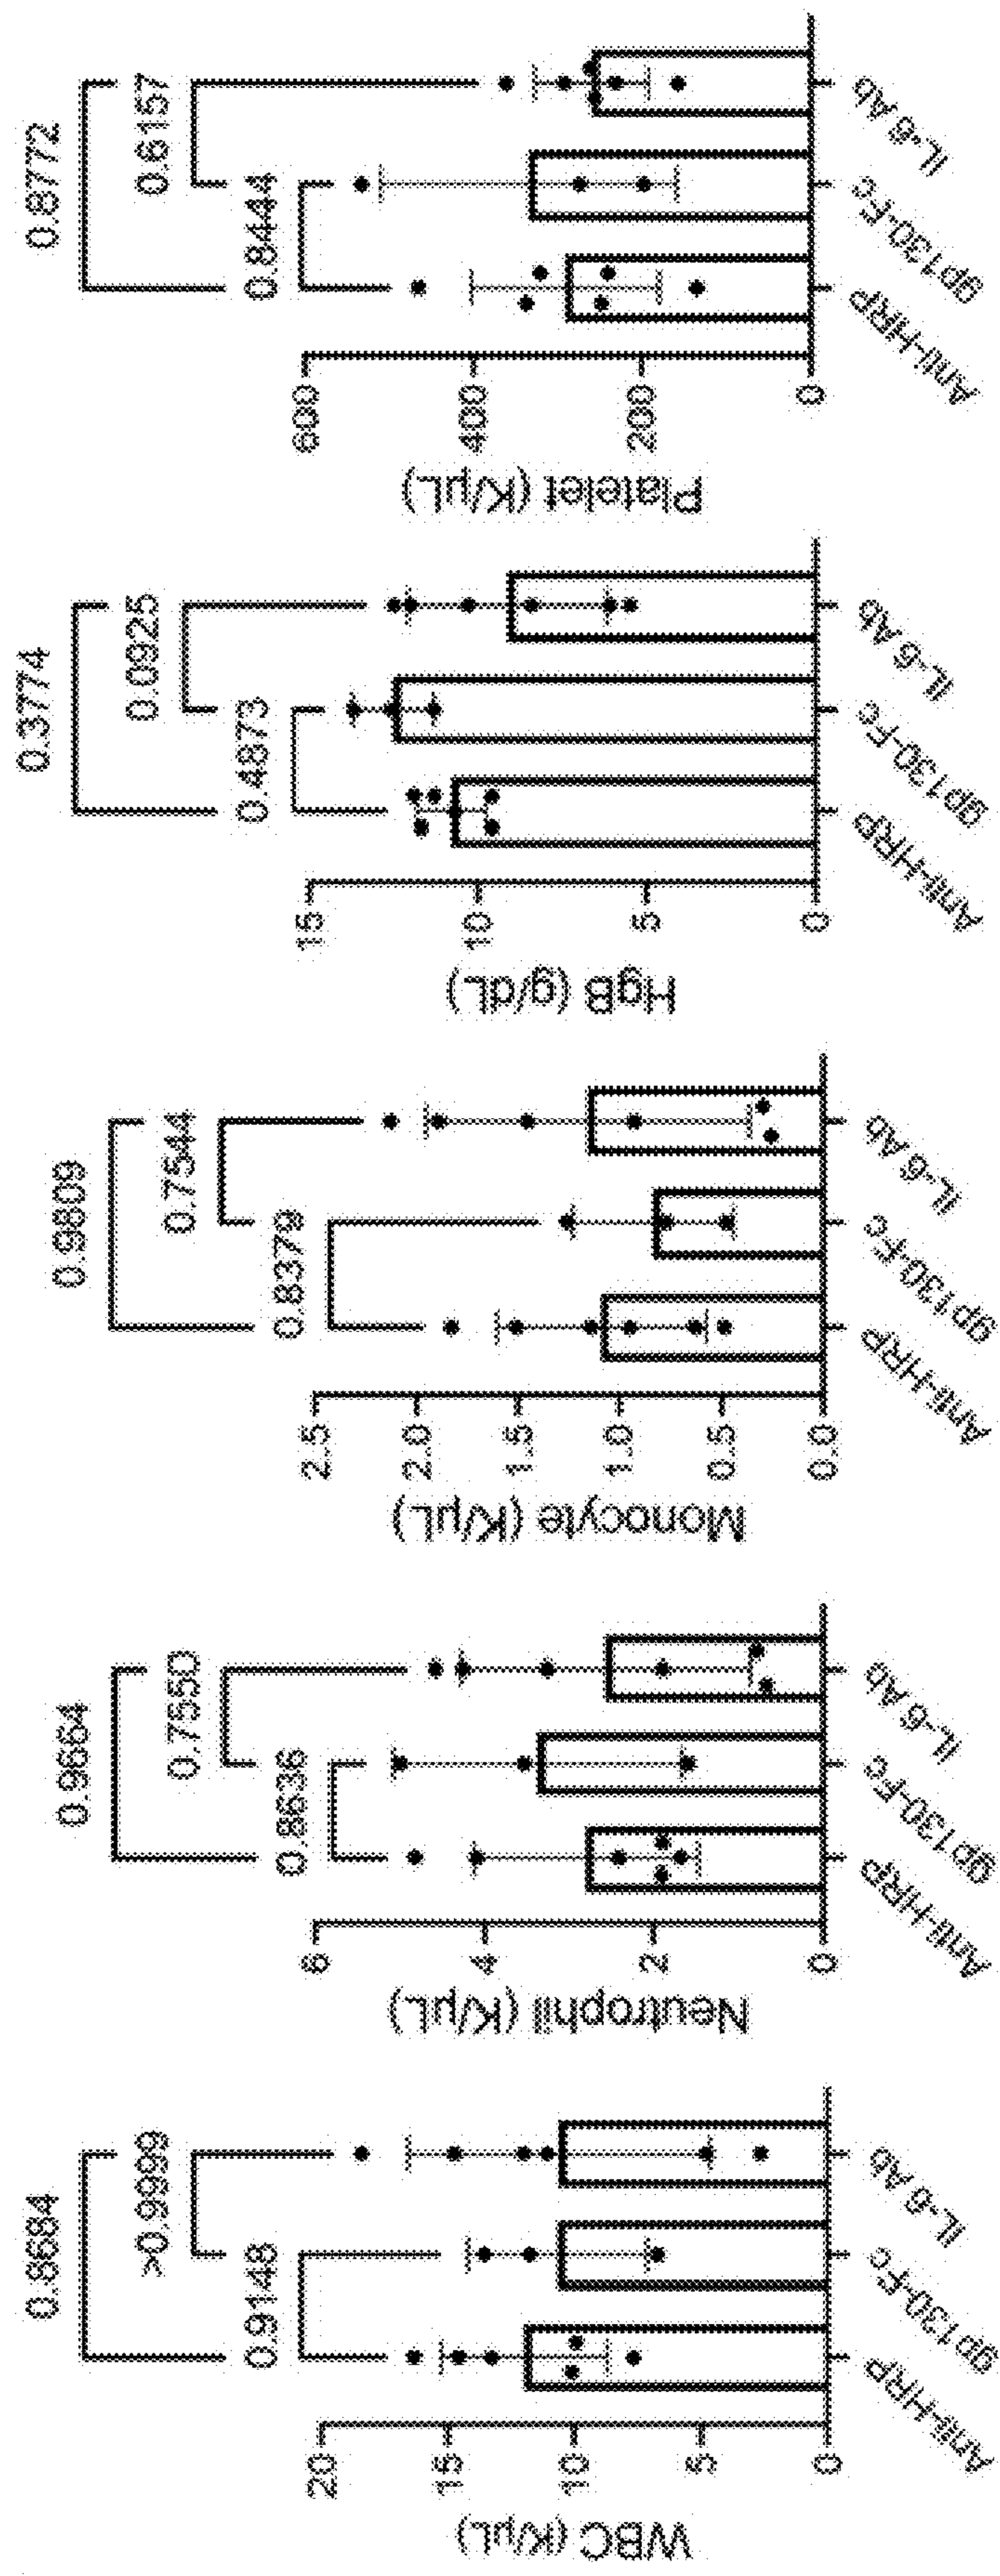 WBC (K/µL)
20
15
10
5
0
0.8684
>0.9999
0.9148
Anti-HRP
gp130-Fc
IL-6 Ab
Neutrophil (K/µL)
6
4
2
0
0.9664
0.7550
0.8636
Anti-HRP
gp130-Fc
IL-6 Ab
Monocyte (K/µL)
2.5
2.0
1.5
1.0
0.5
0.0
0.9809
0.7544
0.8379
Anti-HRP
gp130-Fc
IL-6 Ab
HgB (g/dL)
15
10
5
0
0.3774
0.0925
0.4873
Anti-HRP
gp130-Fc
IL-6 Ab
Platelet (K/µL)
600
400
200
0
0.8772
0.6157
0.8444
Anti-HRP
gp130-Fc
IL-6 Ab